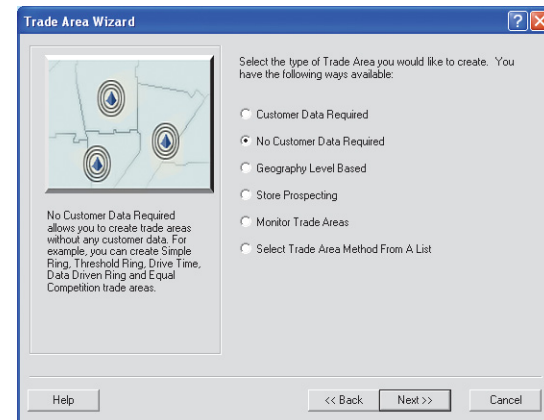 Trade Area Wizard
Select the type of Trade Area you would like to create. You
have the following ways available:
Customer Data Required
No Customer Data Required
Geography Level Based
Store Prospecting
Monitor Trade Areas
Select Trade Area Method From A List
No Customer Data Required
allows you to create trade areas
without any customer data. For
example, you can create Simple
Ring, Threshold Ring, Drive Time,
Data Driven Ring and Equal
Competition trade areas.
Help
<< Back
Next >>
Cancel